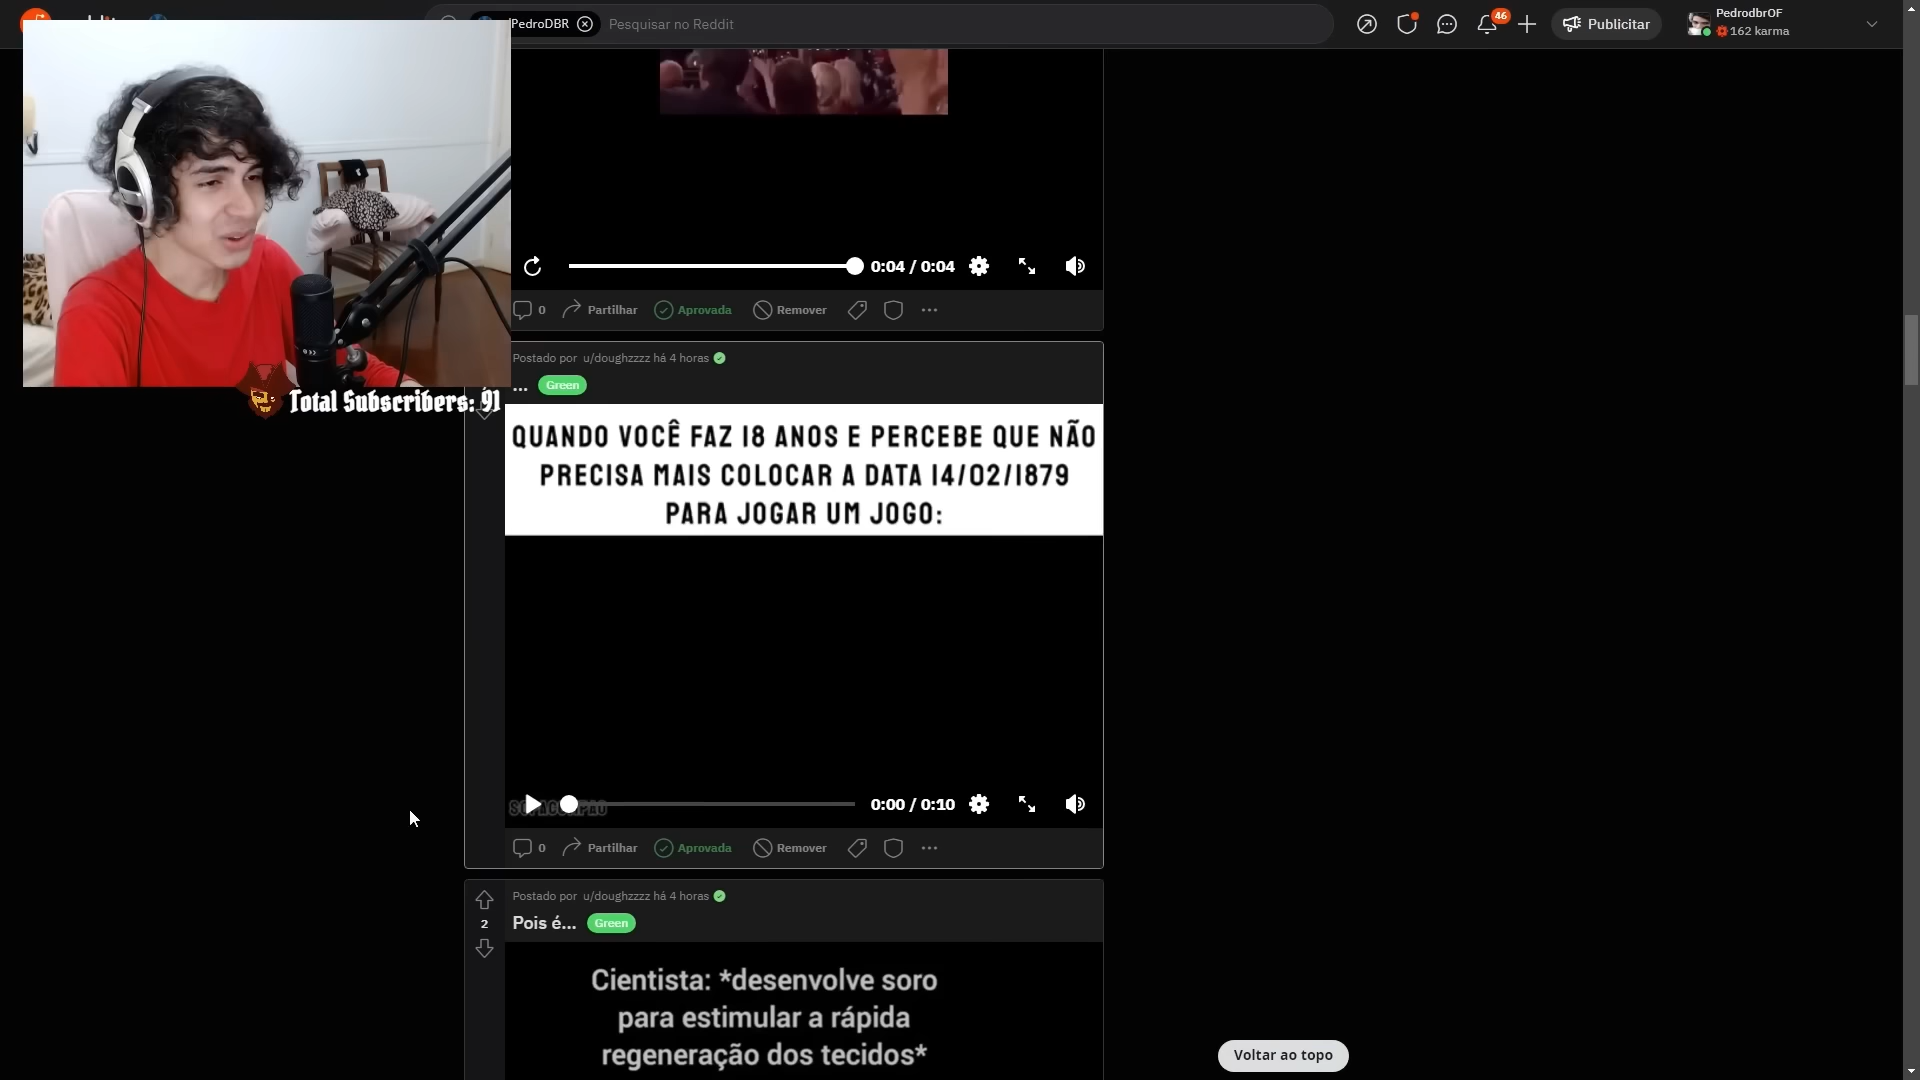 PedroDBR
Pesquisar no Reddit
46
Publicitar
PedrodbrOF
162 karma
0:04 / 0:04
0 Partilhar Aprovada Remover
Postado por u/doughzzzz há 4 horas
... Green
Total Subscribers: 91
QUANDO VOCÊ FAZ 18 ANOS E PERCEBE QUE NÃO
PRECISA MAIS COLOCAR A DATA 14/02/1879
PARA JOGAR UM JOGO:
0:00 / 0:10
0 Partilhar Aprovada Remover
Postado por u/doughzzzz há 4 horas
2
Pois é... Green
Cientista: *desenvolve soro
para estimular a rápida
regeneração dos tecidos*
Voltar ao topo